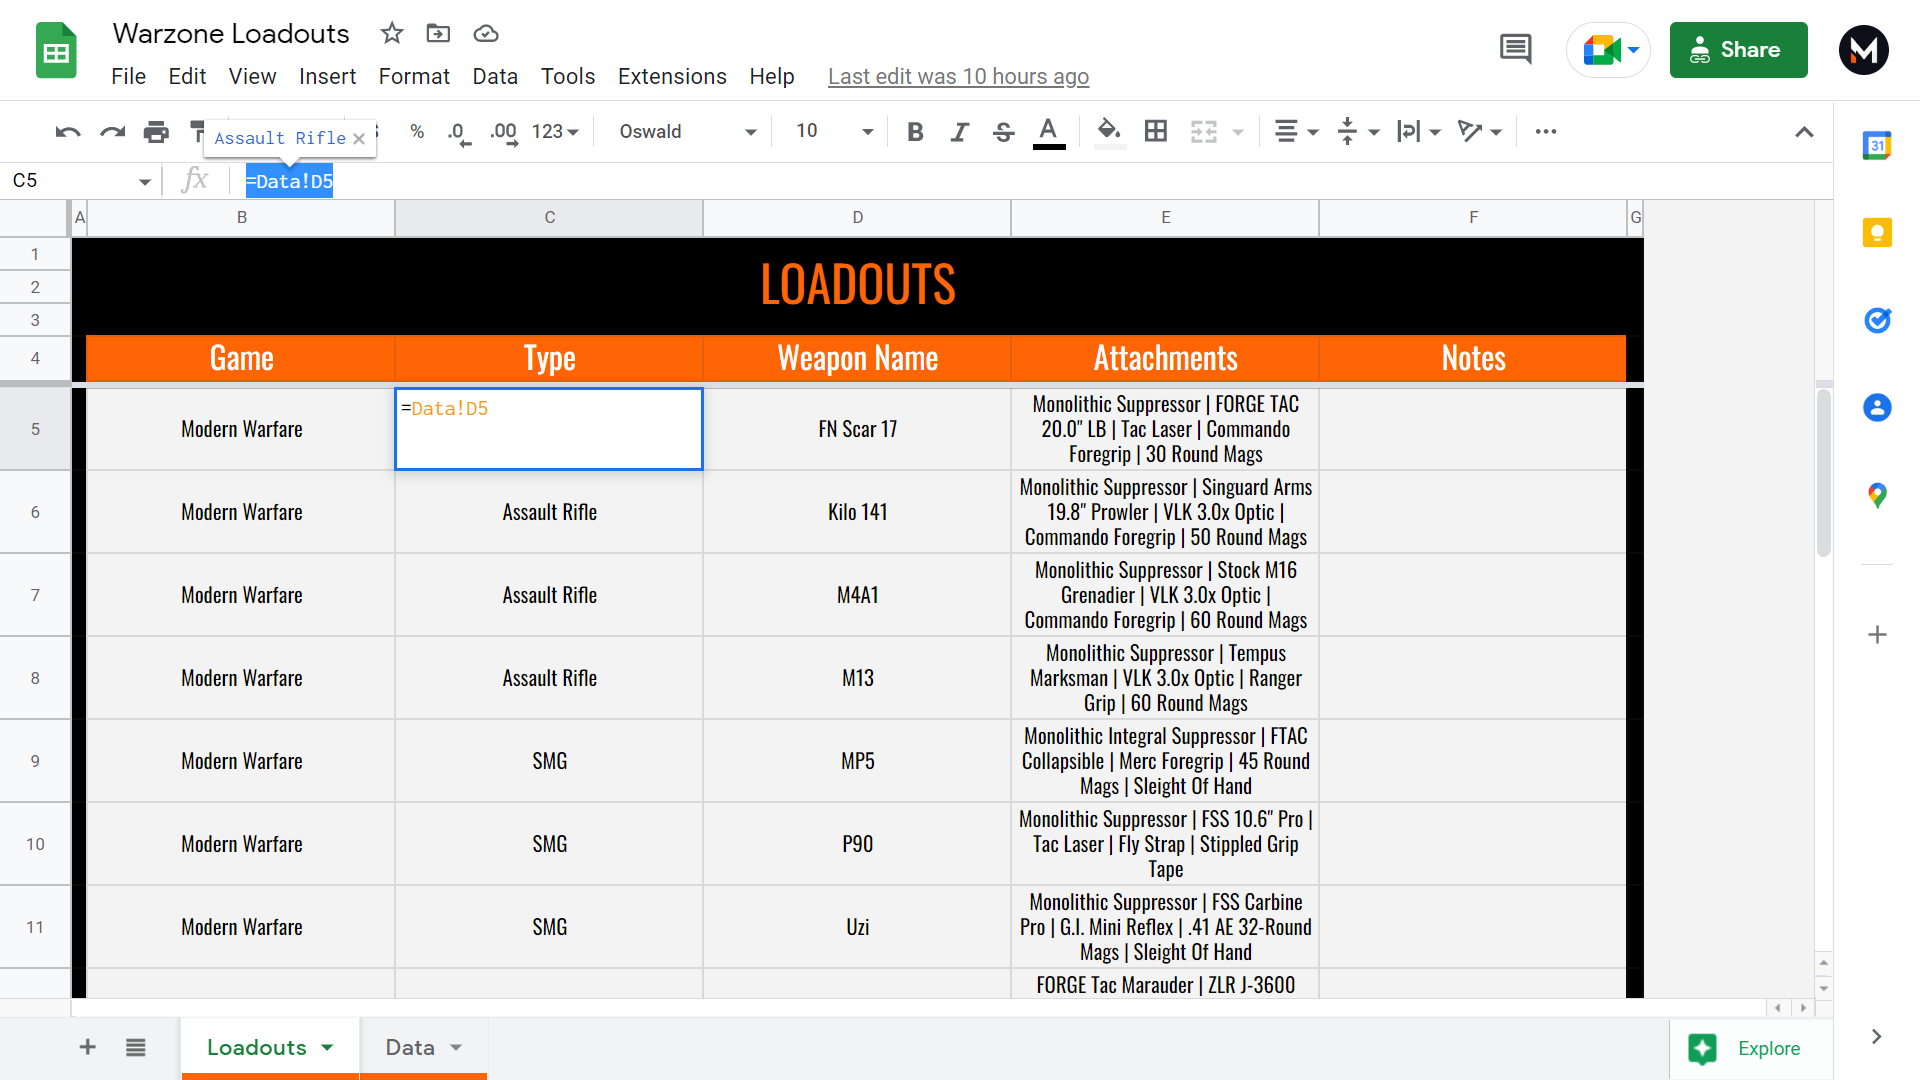 Warzone Loadouts
File Edit View Insert Format Data Tools Extensions Help Last edit was 10 hours ago
Share
Assault Rifle
% .0 .00 123 Oswald 10 B I S A
31
C5 fx =Data!D5
A B C D E F G
1
2
3
LOADOUTS
4 Game Type Weapon Name Attachments Notes
5 Modern Warfare =Data!D5 FN Scar 17
Monolithic Suppressor | FORGE TAC
20.0" LB | Tac Laser | Commando
Foregrip | 30 Round Mags
6 Modern Warfare Assault Rifle Kilo 141
Monolithic Suppressor | Singuard Arms
19.8" Prowler | VLK 3.0x Optic |
Commando Foregrip | 50 Round Mags
7 Modern Warfare Assault Rifle M4A1
Monolithic Suppressor | Stock M16
Grenadier | VLK 3.0x Optic |
Commando Foregrip | 60 Round Mags
8 Modern Warfare Assault Rifle M13
Monolithic Suppressor | Tempus
Marksman | VLK 3.0x Optic | Ranger
Grip | 60 Round Mags
9 Modern Warfare SMG MP5
Monolithic Integral Suppressor | FTAC
Collapsible | Merc Foregrip | 45 Round
Mags | Sleight Of Hand
10 Modern Warfare SMG P90
Monolithic Suppressor | FSS 10.6" Pro |
Tac Laser | Fly Strap | Stippled Grip
Tape
11 Modern Warfare SMG Uzi
Monolithic Suppressor | FSS Carbine
Pro | G.I. Mini Reflex | .41 AE 32-Round
Mags | Sleight Of Hand
FORGE Tac Marauder | ZLR J-3600
Loadouts Data Explore